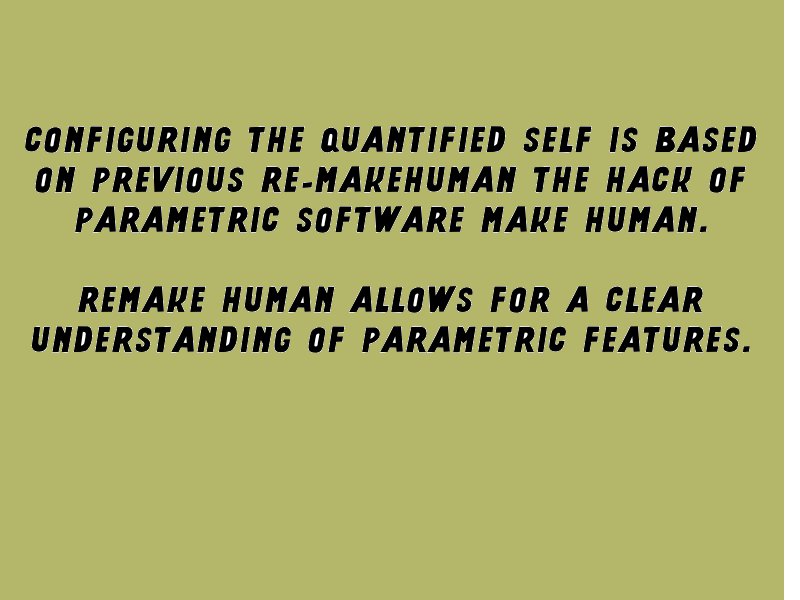 CONFIGURING THE QUANTIFIED SELF IS BASED
ON PREVIOUS RE-MAKEHUMAN THE HACK OF
PARAMETRIC SOFTWARE MAKE HUMAN.
REMAKE HUMAN ALLOWS FOR A CLEAR
UNDERSTANDING OF PARAMETRIC FEATURES.